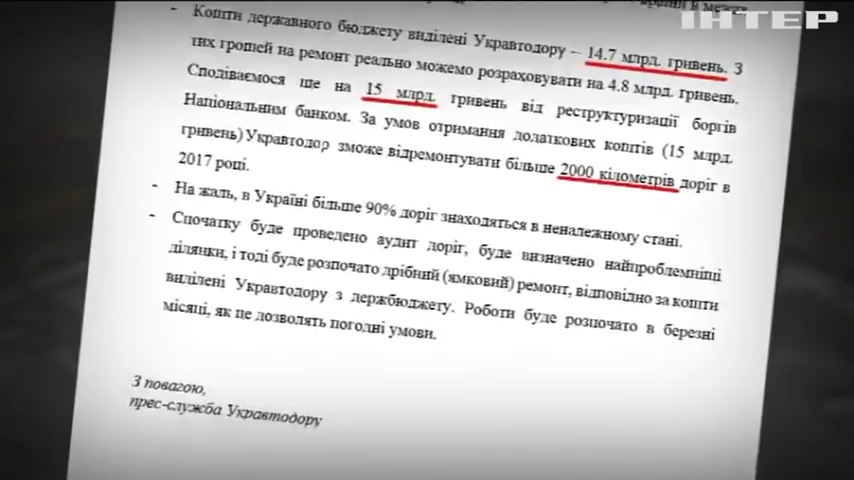 ІНТЕР
в межах
- Кошти державного бюджету виділені Укравтодору – 14.7 млрд. гривень. З
тих грошей на ремонт реально можемо розраховувати на 4.8 млрд. гривень.
Сподіваємося ще на 15 млрд. гривень від реструктуризації боргів
Національним банком. За умов отримання додаткових коштів (15 млрд.
гривень) Укравтодор зможе відремонтувати більше 2000 кілометрів доріг в
2017 році.
- На жаль, в Україні більше 90% доріг знаходяться в неналежному стані.
- Спочатку буде проведено аудит доріг, буде визначено найпроблемніші
ділянки, і тоді буде розпочато дрібний (ямковий) ремонт, відповідно за кошти
виділені Укравтодору з держбюджету. Роботи буде розпочато в березні
місяці, як це дозволять погодні умови.
З повагою,
прес-служба Укравтодору